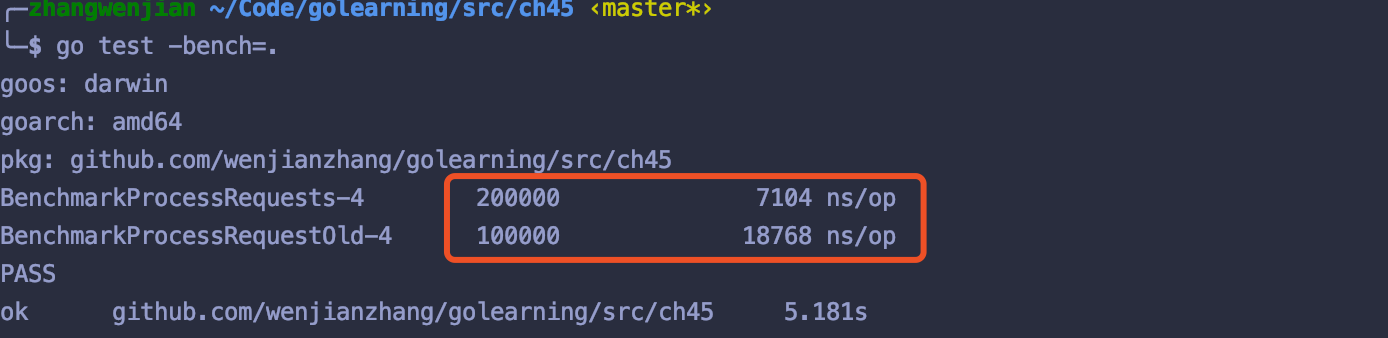 zhangwenjian ~/Code/golearning/src/ch45 ‹master*›
$ go test -bench=.
goos: darwin
goarch: amd64
pkg: github.com/wenjianzhang/golearning/src/ch45
BenchmarkProcessRequests-4 200000 7104 ns/op
BenchmarkProcessRequestOld-4 100000 18768 ns/op
PASS
ok github.com/wenjianzhang/golearning/src/ch45 5.181s